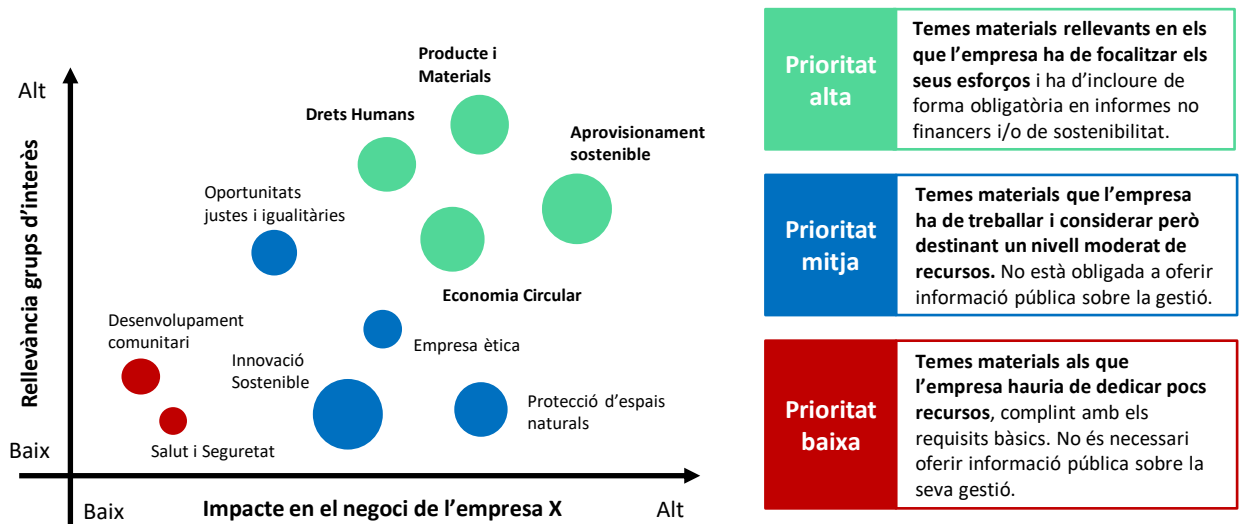 Alt
Rellevància grups d’interès
Baix
Producte i
Materials
Drets Humans
Aprovisionament
sostenible
Oportunitats
justes i igualitàries
Economia Circular
Desenvolupament
comunitari
Innovació
Sostenible
Empresa ètica
Protecció d’espais
naturals
Salut i Seguretat
Baix
Impacte en el negoci de l’empresa X
Alt
Prioritat
alta
Temes materials rellevants en els
que l’empresa ha de focalitzar els
seus esforços i ha d’incloure de
forma obligatòria en informes no
financers i/o de sostenibilitat.
Prioritat
mitja
Temes materials que l’empresa
ha de treballar i considerar però
destinant un nivell moderat de
recursos. No està obligada a oferir
informació pública sobre la gestió.
Prioritat
baixa
Temes materials als que
l’empresa hauria de dedicar pocs
recursos, complint amb els
requisits bàsics. No és necessari
oferir informació pública sobre la
seva gestió.